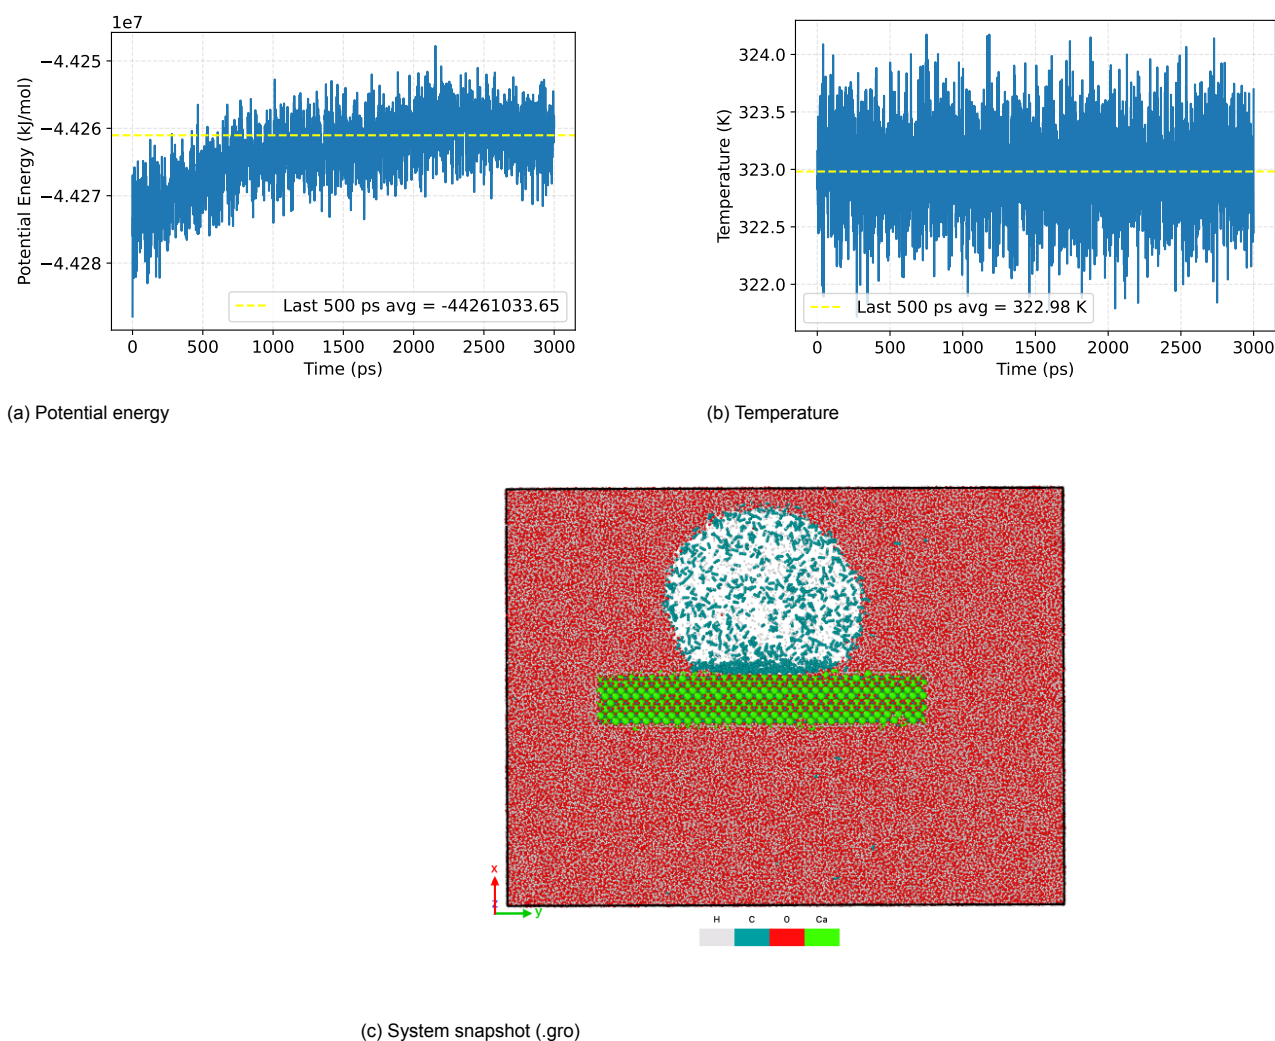 1e7
−4.425
−4.426
−4.427
−4.428
Potential Energy (kJ/mol)
Last 500 ps avg = -44261033.65
0 500 1000 1500 2000 2500 3000
Time (ps)
(a) Potential energy
324.0
323.5
323.0
322.5
322.0
Temperature (K)
Last 500 ps avg = 322.98 K
0 500 1000 1500 2000 2500 3000
Time (ps)
(b) Temperature
x
z
y
H C O Ca
(c) System snapshot (.gro)